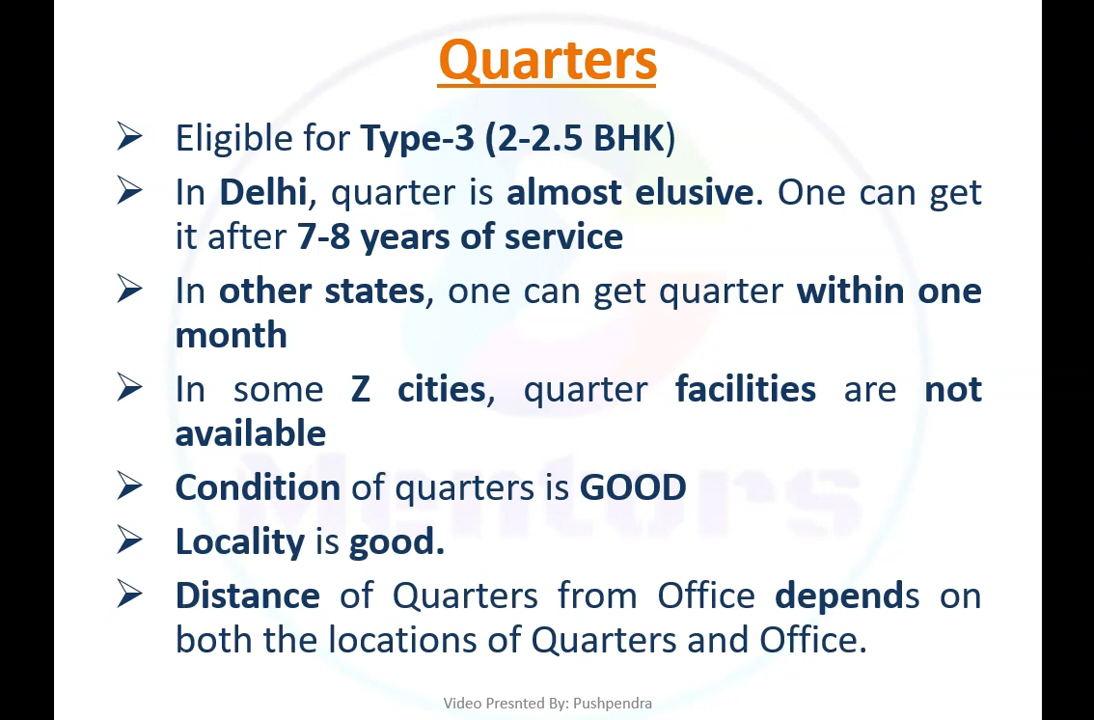 Quarters
➢ Eligible for Type-3 (2-2.5 BHK)
➢ In Delhi, quarter is almost elusive. One can get
it after 7-8 years of service
➢ In other states, one can get quarter within one
month
➢ In some Z cities, quarter facilities are not
available
➢ Condition of quarters is GOOD
➢ Locality is good.
➢ Distance of Quarters from Office depends on
both the locations of Quarters and Office.
Mentors
Video Presnted By: Pushpendra